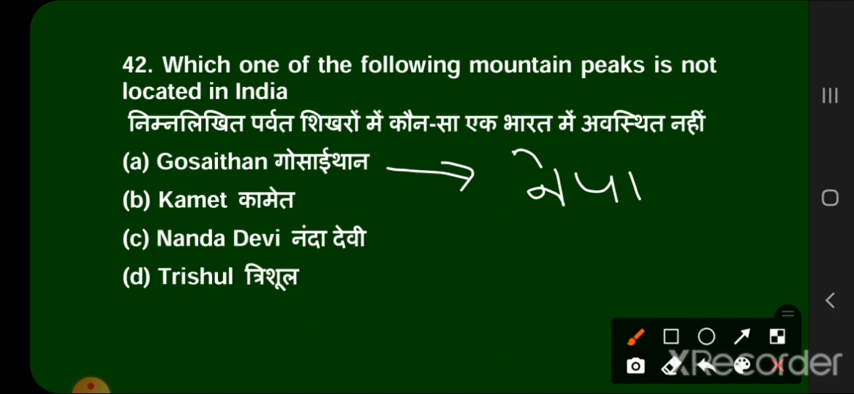 42. Which one of the following mountain peaks is not
located in India
निम्नलिखित पर्वत शिखरों में कौन-सा एक भारत में अवस्थित नहीं
(a) Gosaithan गोसाईथान
नेपा
(b) Kamet कामेत
(c) Nanda Devi नंदा देवी
(d) Trishul त्रिशूल
XRecorder